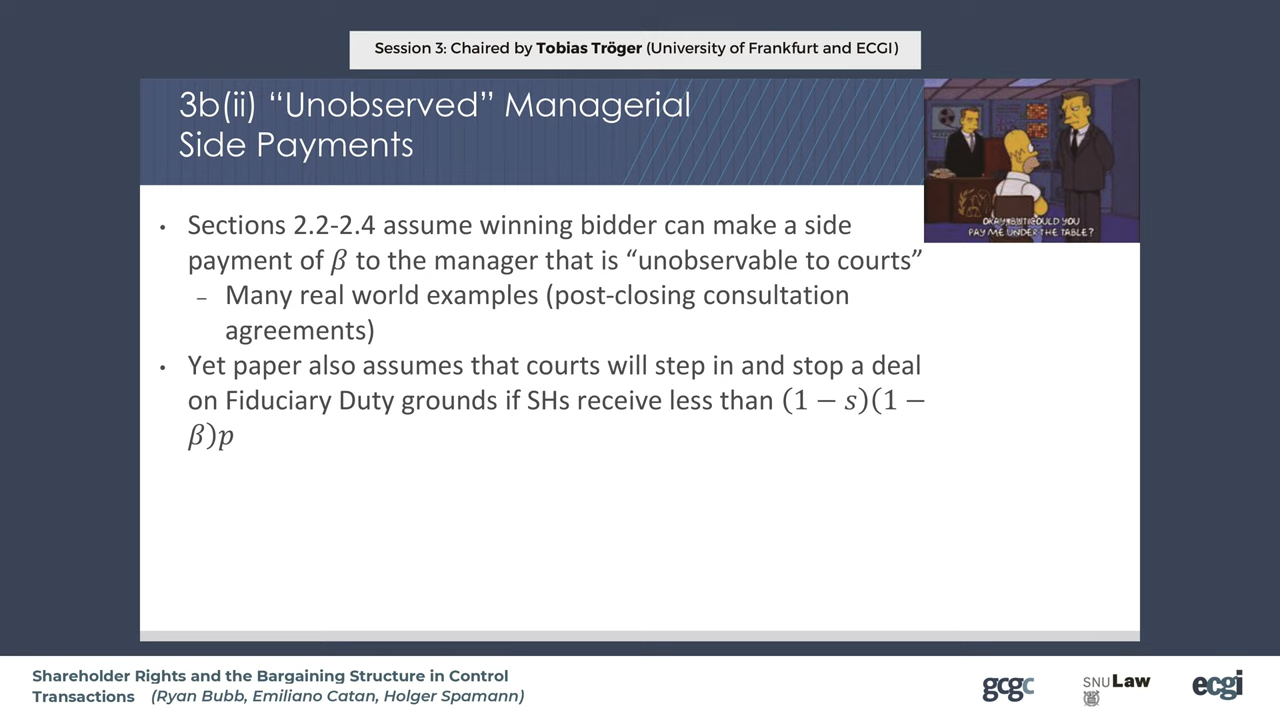 Session 3: Chaired by Tobias Tröger (University of Frankfurt and ECGI)
3b(ii) “Unobserved” Managerial
Side Payments
OKAY, BUT COULD YOU
PAY ME UNDER THE TABLE?
• Sections 2.2-2.4 assume winning bidder can make a side
payment of β to the manager that is “unobservable to courts”
– Many real world examples (post-closing consultation
agreements)
• Yet paper also assumes that courts will step in and stop a deal
on Fiduciary Duty grounds if SHs receive less than (1 − s)(1 −
β)p
Shareholder Rights and the Bargaining Structure in Control
Transactions (Ryan Bubb, Emiliano Catan, Holger Spamann)
gcgc
SNU Law
ecgi